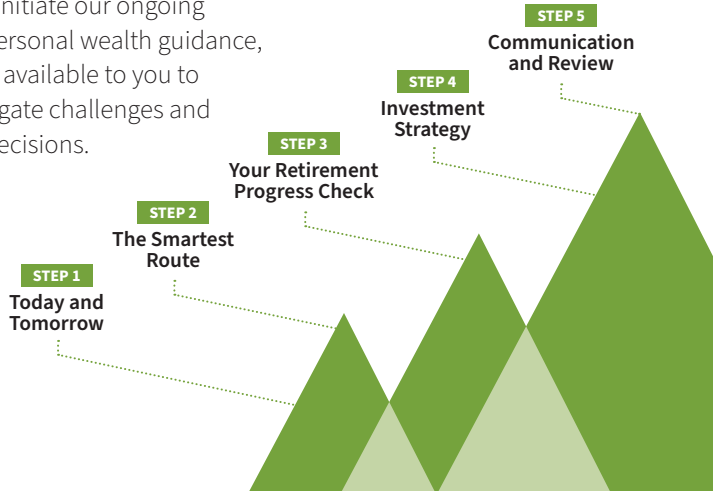 nitiate our ongoing
ersonal wealth guidance,
available to you to
gate challenges and
ecisions.
STEP 5
Communication
and Review
STEP 4
Investment
Strategy
STEP 3
Your Retirement
Progress Check
STEP 2
The Smartest
Route
STEP 1
Today and
Tomorrow